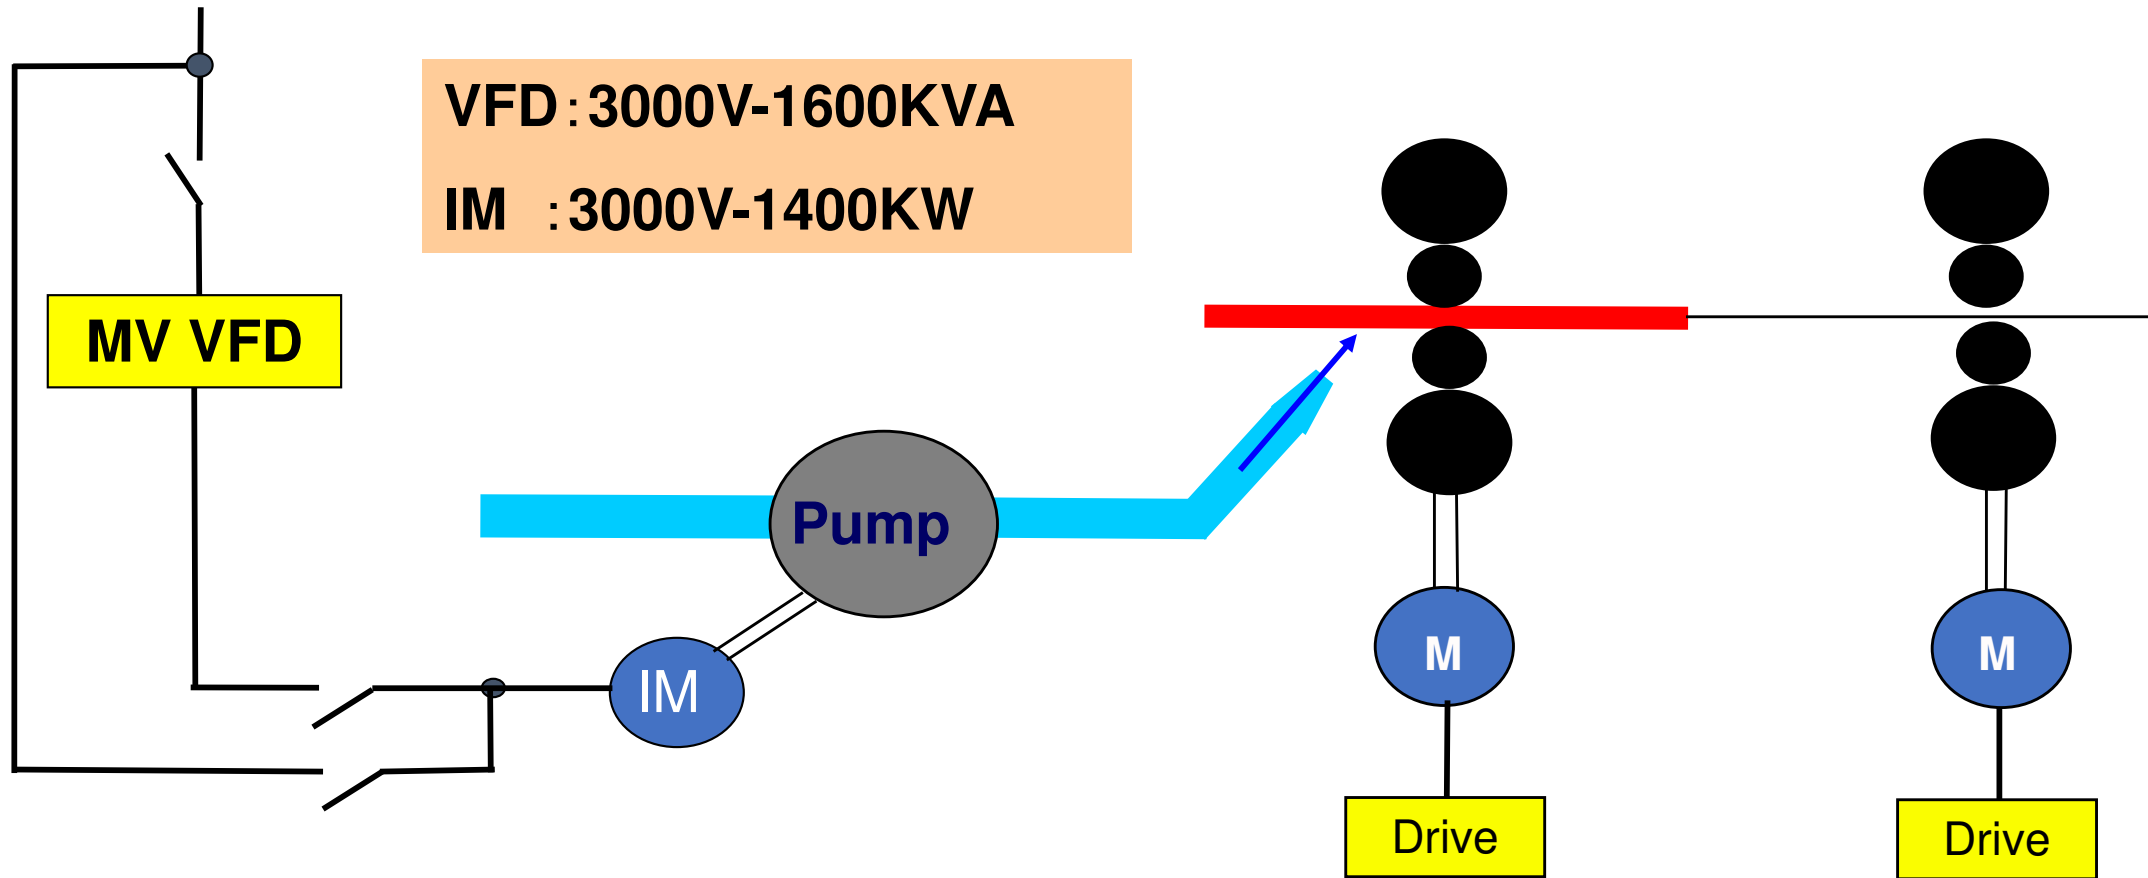 VFD:3000V-1600KVA
IM :3000V-1400KW
MV VFD
Pump
IM
M
M
Drive
Drive